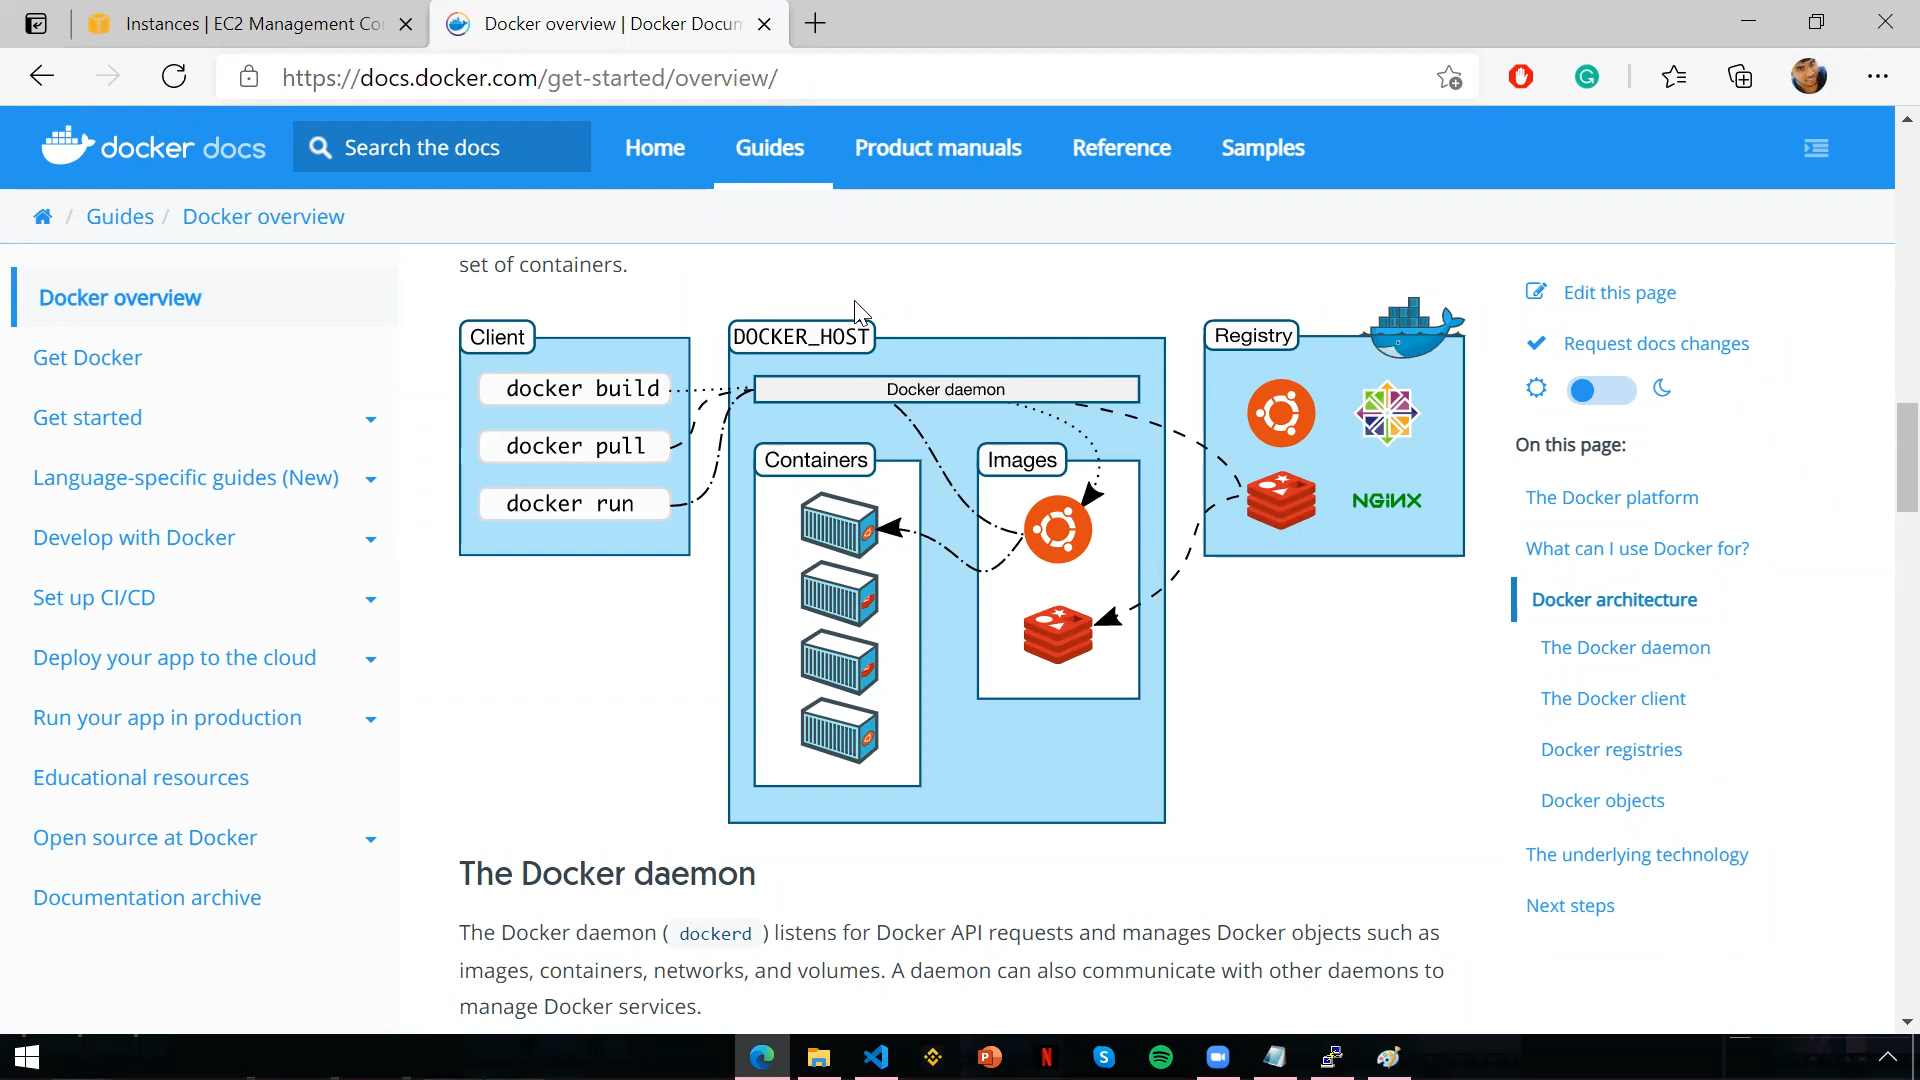 Instances | EC2 Management Co
Docker overview | Docker Docum
https://docs.docker.com/get-started/overview/
docker docs
Search the docs
Home
Guides
Product manuals
Reference
Samples
/ Guides / Docker overview
Docker overview
Get Docker
Get started
Language-specific guides (New)
Develop with Docker
Set up CI/CD
Deploy your app to the cloud
Run your app in production
Educational resources
Open source at Docker
Documentation archive
set of containers.
Client
docker build
docker pull
docker run
DOCKER_HOST
Docker daemon
Containers
Images
Registry
NGINX
The Docker daemon
The Docker daemon ( dockerd ) listens for Docker API requests and manages Docker objects such as
images, containers, networks, and volumes. A daemon can also communicate with other daemons to
manage Docker services.
Edit this page
Request docs changes
On this page:
The Docker platform
What can I use Docker for?
Docker architecture
The Docker daemon
The Docker client
Docker registries
Docker objects
The underlying technology
Next steps